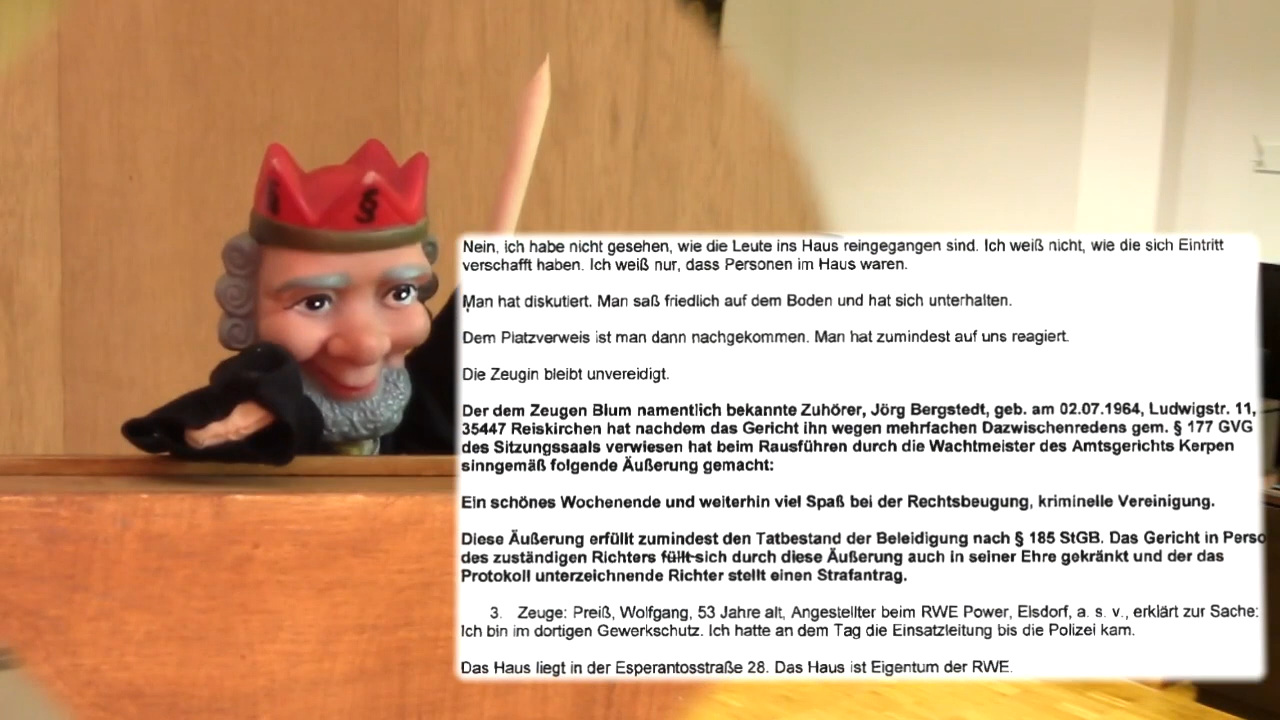 §
Nein, ich habe nicht gesehen, wie die Leute ins Haus reingegangen sind. Ich weiß nicht, wie die sich Eintritt
verschafft haben. Ich weiß nur, dass Personen im Haus waren.
Man hat diskutiert. Man saß friedlich auf dem Boden und hat sich unterhalten.
Dem Platzverweis ist man dann nachgekommen. Man hat zumindest auf uns reagiert.
Die Zeugin bleibt unvereidigt.
Der dem Zeugen Blum namentlich bekannte Zuhörer, Jörg Bergstedt, geb. am 02.07.1964, Ludwigstr. 11,
35447 Reiskirchen hat nachdem das Gericht ihn wegen mehrfachen Dazwischenredens gem. § 177 GVG
des Sitzungssaals verwiesen hat beim Rausführen durch die Wachtmeister des Amtsgerichts Kerpen
sinngemäß folgende Äußerung gemacht:
Ein schönes Wochenende und weiterhin viel Spaß bei der Rechtsbeugung, kriminelle Vereinigung.
Diese Äußerung erfüllt zumindest den Tatbestand der Beleidigung nach § 185 StGB. Das Gericht in Perso
des zuständigen Richters füllt sich durch diese Äußerung auch in seiner Ehre gekränkt und der das
Protokoll unterzeichnende Richter stellt einen Strafantrag.
3. Zeuge: Preiß, Wolfgang, 53 Jahre alt, Angestellter beim RWE Power, Elsdorf, a. s. v., erklärt zur Sache:
Ich bin im dortigen Gewerkschutz. Ich hatte an dem Tag die Einsatzleitung bis die Polizei kam.
Das Haus liegt in der Esperantosstraße 28. Das Haus ist Eigentum der RWE.